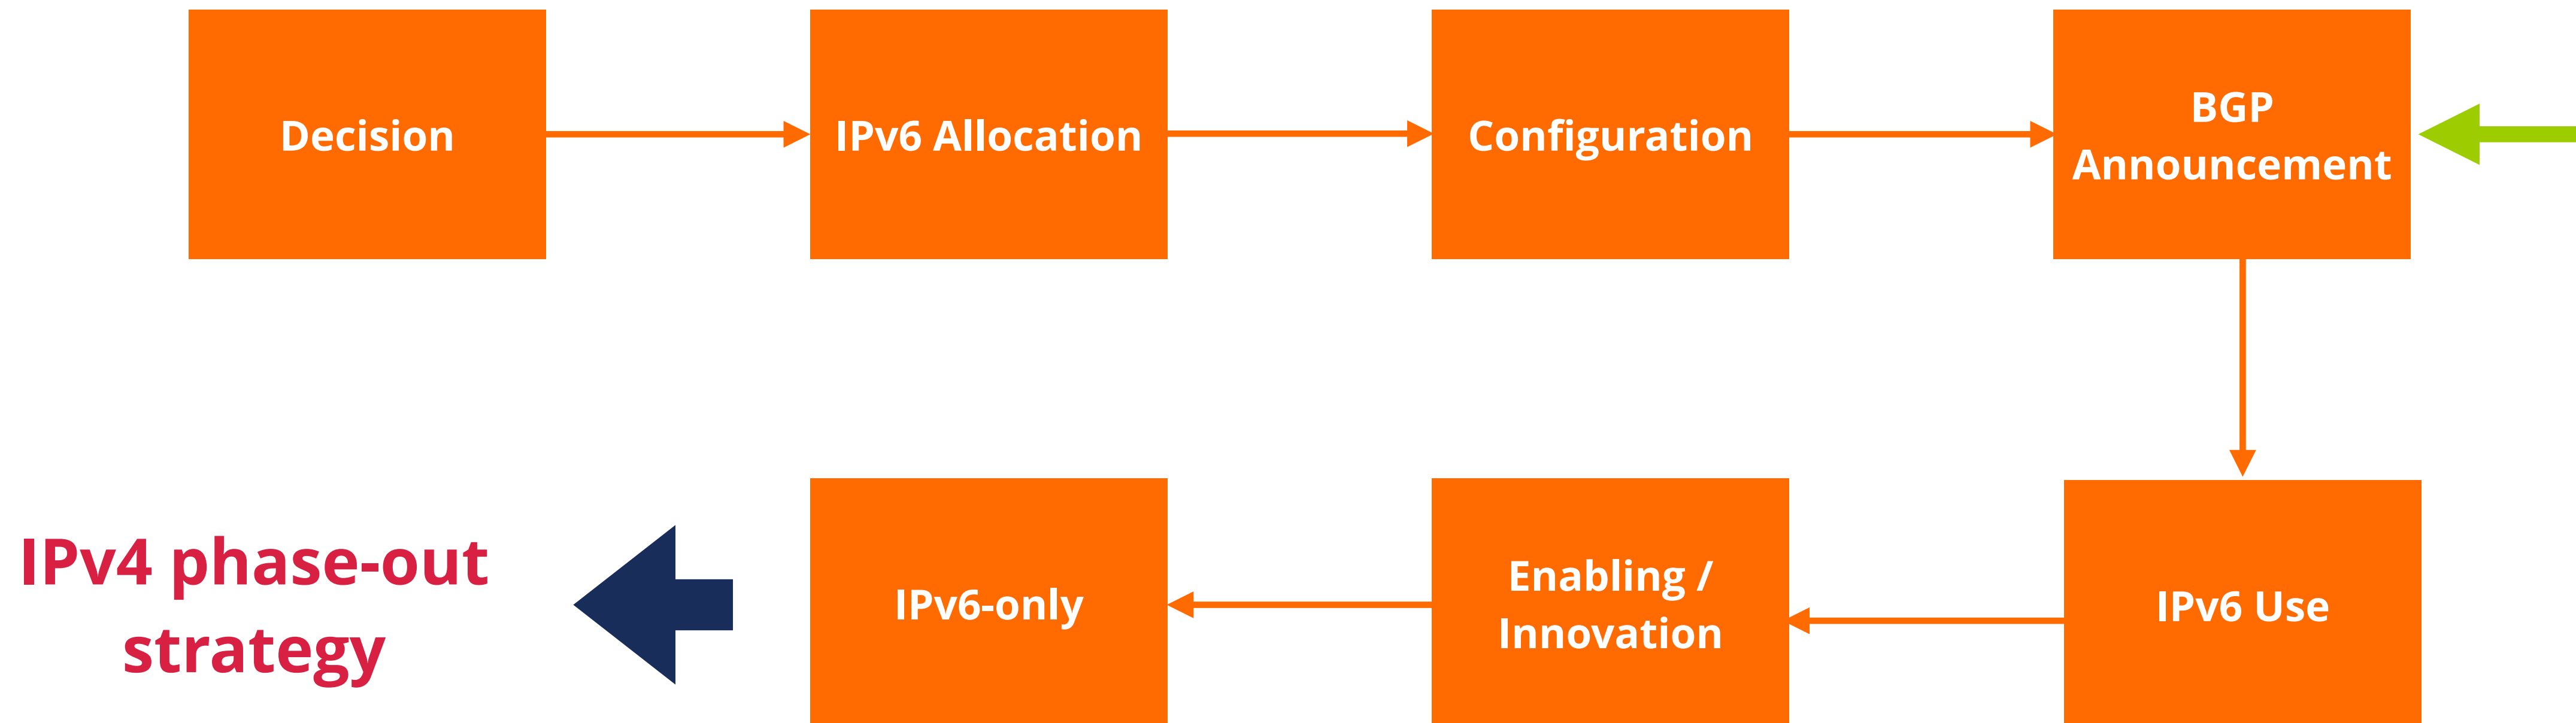 Decision
IPv6 Allocation
Configuration
BGP
Announcement
IPv4 phase-out
strategy
IPv6-only
Enabling /
Innovation
IPv6 Use